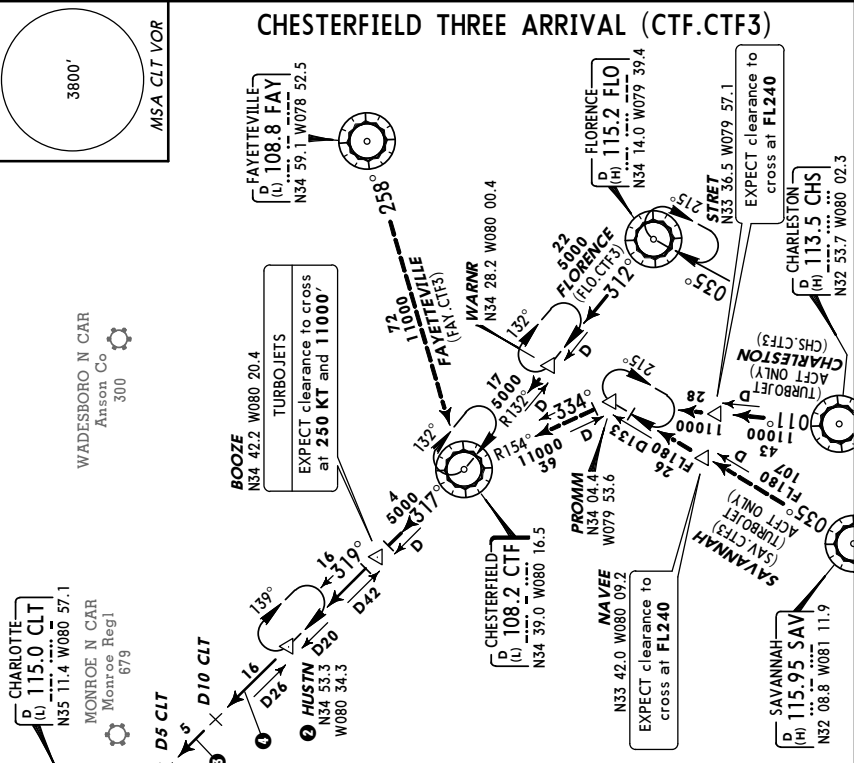 CHESTERFIELD THREE ARRIVAL (CTF.CTF3)
3800'
MSA CLT VOR
FAYETTEVILLE
D
(L) 108.8 FAY
N34 59.1 W078 52.5
258°
72
11000
FAYETTEVILLE
(FAY.CTF3)
FLORENCE
D
(H) 115.2 FLO
N34 14.0 W079 39.4
215°
035°
22
5000
FLORENCE
(FLO.CTF3)
312°
D
WARNR
N34 28.2 W080 00.4
132°
17
5000
R132°
D
STRET
N33 36.5 W079 57.1
EXPECT clearance to
cross at FL240
CHARLESTON
D
(H) 113.5 CHS
N32 53.7 W080 02.3
CHARLESTON
(CHS.CTF3)
(TURBOJET
ACFT ONLY)
011°
11000
43
D
28
11000
215°
334°
R154°
11000
39
D
PROMM
N34 04.4
W079 53.6
D133
FL180
26
NAVEE
N33 42.0 W080 09.2
EXPECT clearance to
cross at FL240
D
107
FL180
035°
SAVANNAH
(SAV.CTF3)
(TURBOJET
ACFT ONLY)
SAVANNAH
D
(H) 115.95 SAV
N32 08.8 W081 11.9
132°
CHESTERFIELD
D
(L) 108.2 CTF
N34 39.0 W080 16.5
BOOZE
N34 42.2 W080 20.4
TURBOJETS
EXPECT clearance to cross
at 250 KT and 11000'
4
5000
317°
D
16
319°
D42
139°
D20
2 HUSTN
N34 53.3
W080 34.3
16
D26
4
D10 CLT
5
D5 CLT
WADESBORO N CAR
Anson Co
300
MONROE N CAR
Monroe Regl
679
CHARLOTTE
D
(L) 115.0 CLT
N35 11.4 W080 57.1